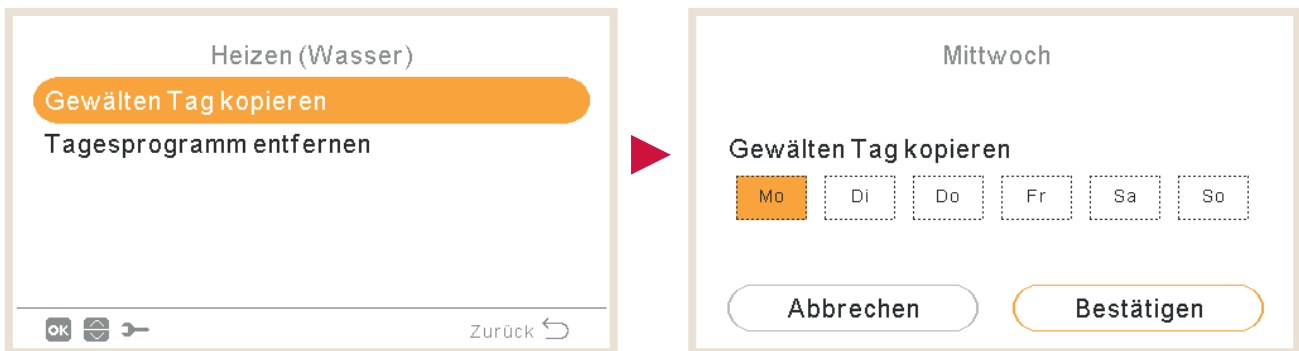 Heizen (Wasser)
Gewälten Tag kopieren
Tagesprogramm entfernen
OK
Zurück
Mittwoch
Gewälten Tag kopieren
Mo Di Do Fr Sa So
Abbrechen Bestätigen